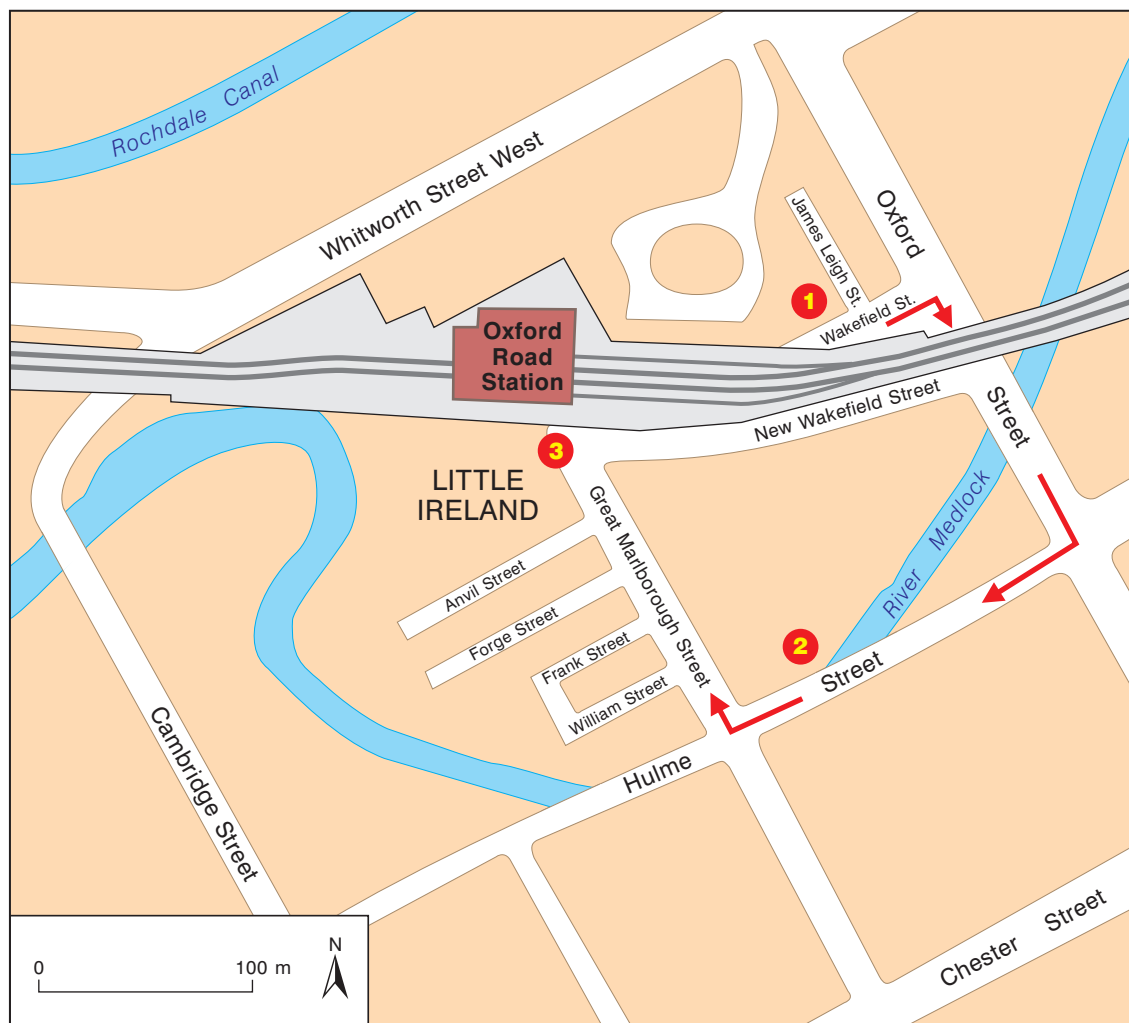 Rochdale Canal
Whitworth Street West
Oxford
James Leigh St.
1
Wakefield St.
Oxford
Road
Station
Street
New Wakefield Street
3
LITTLE
IRELAND
River Medlock
Great Marlborough Street
Anvil Street
Forge Street
Frank Street
William Street
2
Street
Hulme
Cambridge Street
Chester Street
0
100 m
N